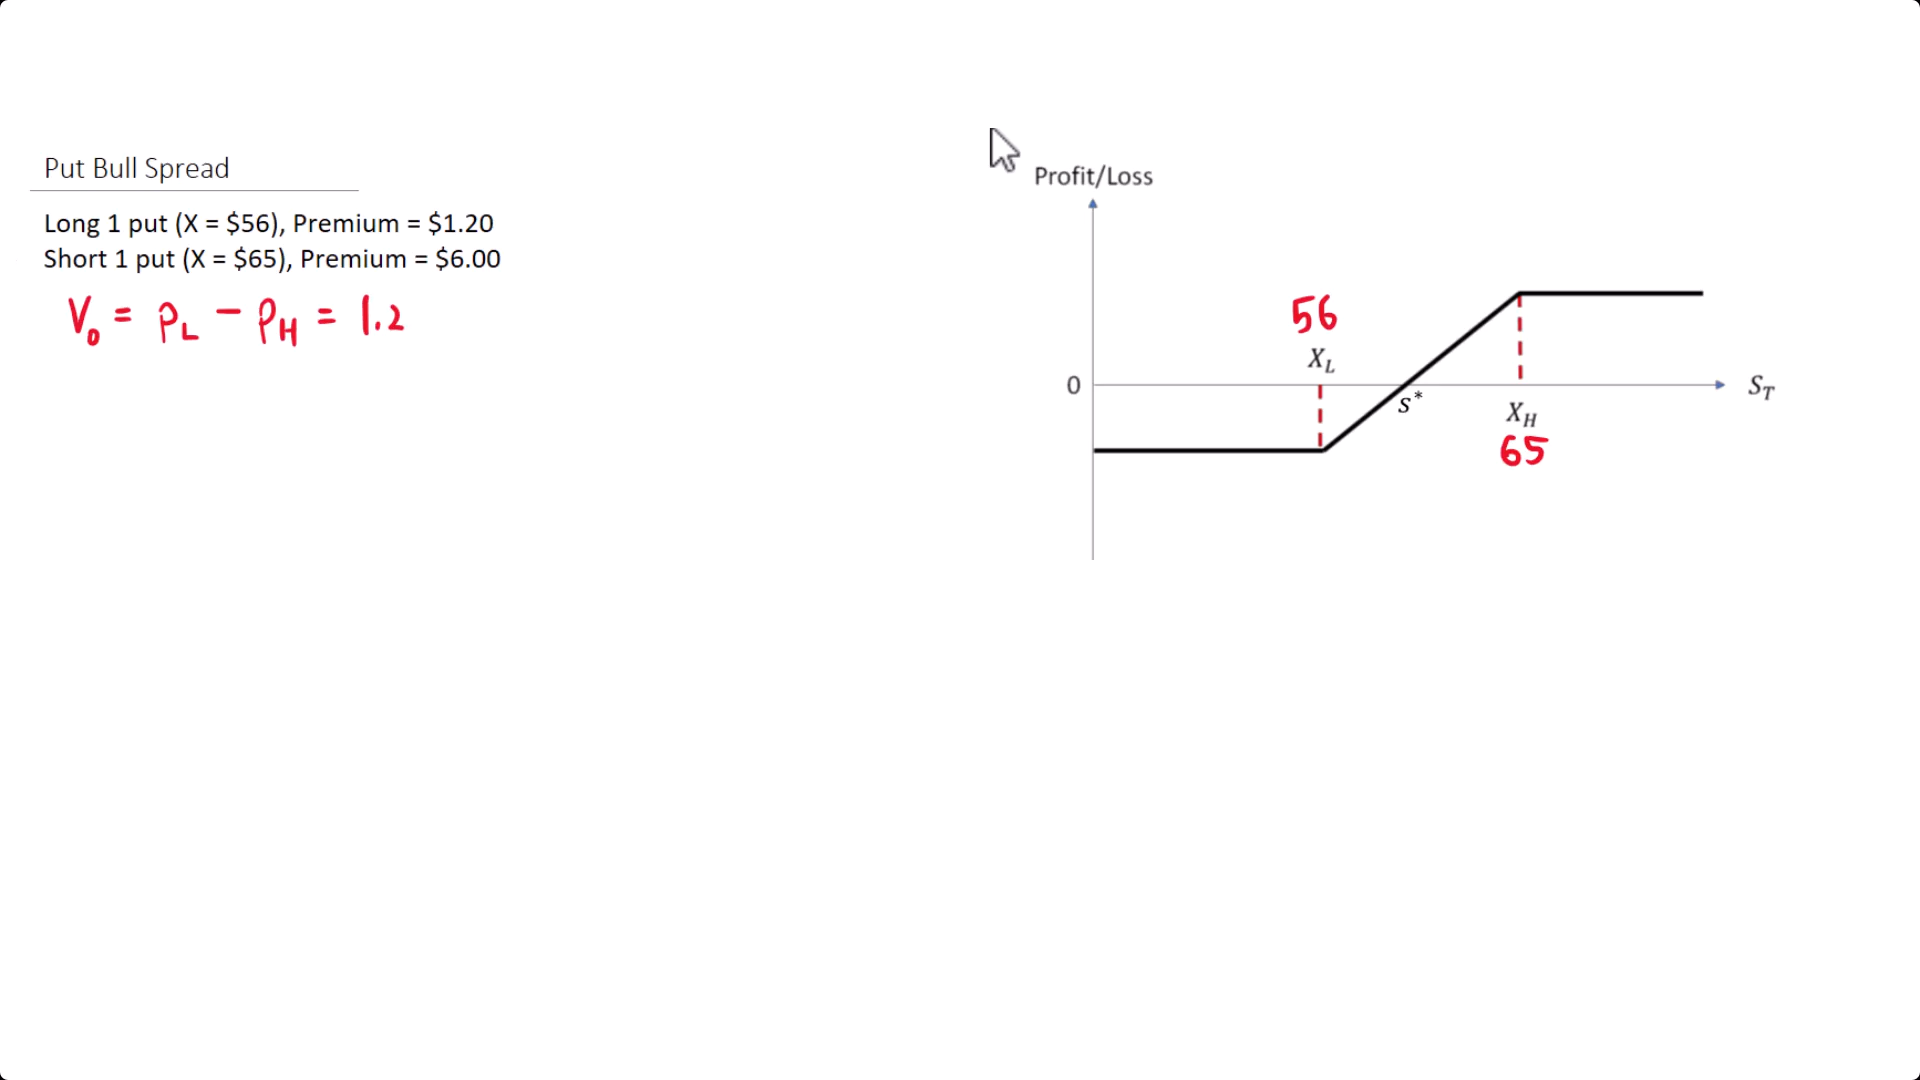 Put Bull Spread
Long 1 put (X = $56), Premium = $1.20
Short 1 put (X = $65), Premium = $6.00
V₀ = pL − pH = 1.2
Profit/Loss
56
XL
0
S*
XH
65
ST